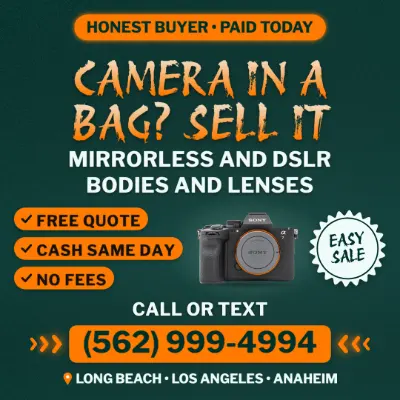 HONEST BUYER • PAID TODAY
CAMERA IN A
BAG? SELL IT
MIRRORLESS AND DSLR
BODIES AND LENSES
FREE QUOTE
CASH SAME DAY
NO FEES
SONY
α
SONY
EASY
SALE
CALL OR TEXT
(562) 999-4994
LONG BEACH • LOS ANGELES • ANAHEIM